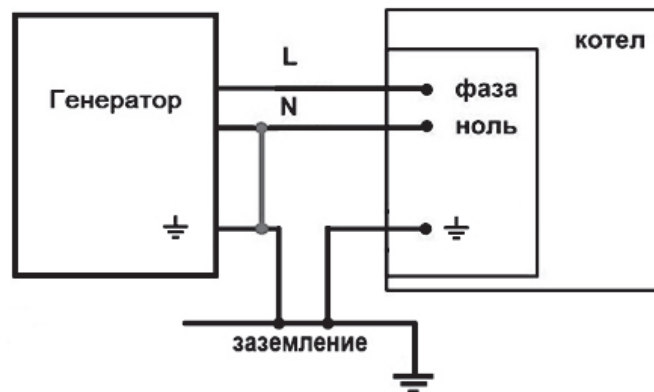 котел
L
фаза
Генератор
N
ноль
заземление